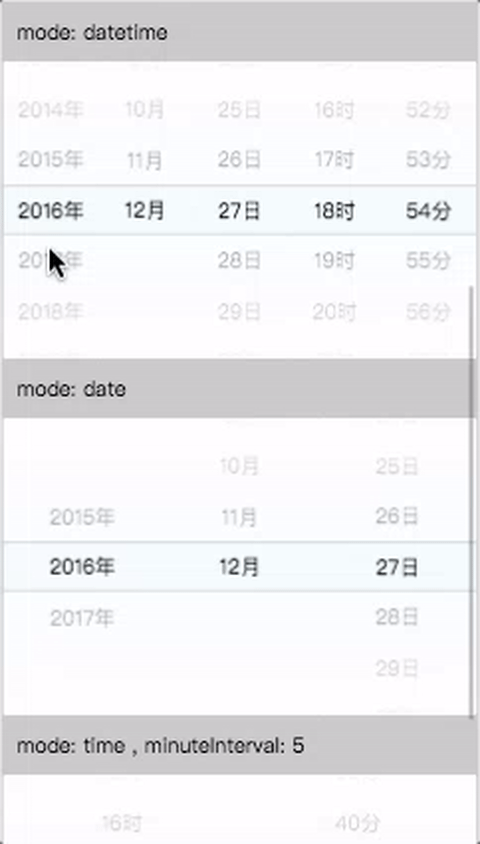 mode: datetime
2014年 10月 25日 16时 52分
2015年 11月 26日 17时 53分
2016年 12月 27日 18时 54分
28日 19时 55分
2018年 29日 20时 56分
mode: date
10月 25日
2015年 11月 26日
2016年 12月 27日
2017年 28日
29日
mode: time , minuteInterval: 5
16时 40分